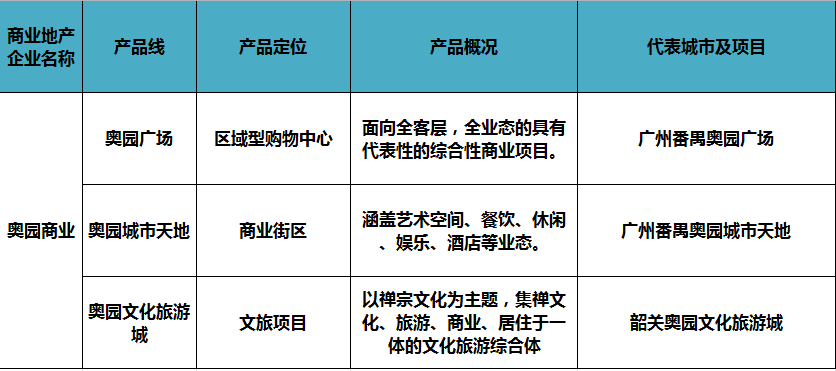 商业地产
企业名称
产品线
产品定位
产品概况
代表城市及项目
奥园商业
奥园广场
区域型购物中心
面向全客层，全业态的具有
代表性的综合性商业项目。
广州番禺奥园广场
奥园城市天地
商业街区
涵盖艺术空间、餐饮、休闲
、娱乐、酒店等业态。
广州番禺奥园城市天地
奥园文化旅游
城
文旅项目
以禅宗文化为主题，集禅文
化、旅游、商业、居住于一
体的文化旅游综合体
韶关奥园文化旅游城